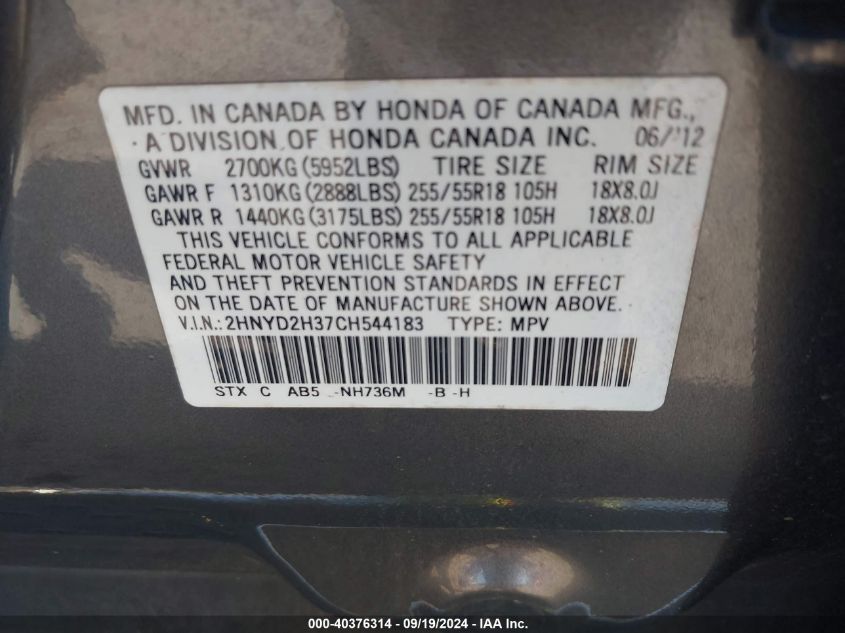 MFD. IN CANADA BY HONDA OF CANADA MFG.,
A DIVISION OF HONDA CANADA INC. 06/'12
GVWR 2700KG (5952LBS) TIRE SIZE RIM SIZE
GAWR F 1310KG (2888LBS) 255/55R18 105H 18X8.0J
GAWR R 1440KG (3175LBS) 255/55R18 105H 18X8.0J
THIS VEHICLE CONFORMS TO ALL APPLICABLE
FEDERAL MOTOR VEHICLE SAFETY
AND THEFT PREVENTION STANDARDS IN EFFECT
ON THE DATE OF MANUFACTURE SHOWN ABOVE.
V.I.N.: 2HNYD2H37CH544183 TYPE: MPV
STX C AB5 -NH736M -B -H
000-40376314 - 09/19/2024 - IAA Inc.